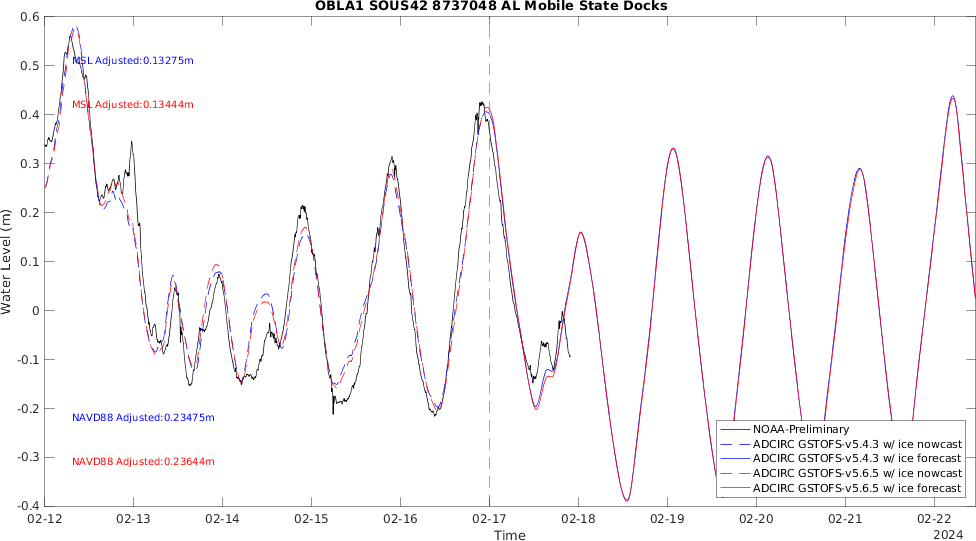 OBLA1 SOUS42 8737048 AL Mobile State Docks
0.6
0.5
0.4
0.3
0.2
0.1
0
-0.1
-0.2
-0.3
-0.4
Water Level (m)
MSL Adjusted:0.13275m
MSL Adjusted:0.13444m
NAVD88 Adjusted:0.23475m
NAVD88 Adjusted:0.23644m
NOAA-Preliminary
ADCIRC GSTOFS-v5.4.3 w/ ice nowcast
ADCIRC GSTOFS-v5.4.3 w/ ice forecast
ADCIRC GSTOFS-v5.6.5 w/ ice nowcast
ADCIRC GSTOFS-v5.6.5 w/ ice forecast
02-12 02-13 02-14 02-15 02-16 02-17 02-18 02-19 02-20 02-21 02-22
Time
2024